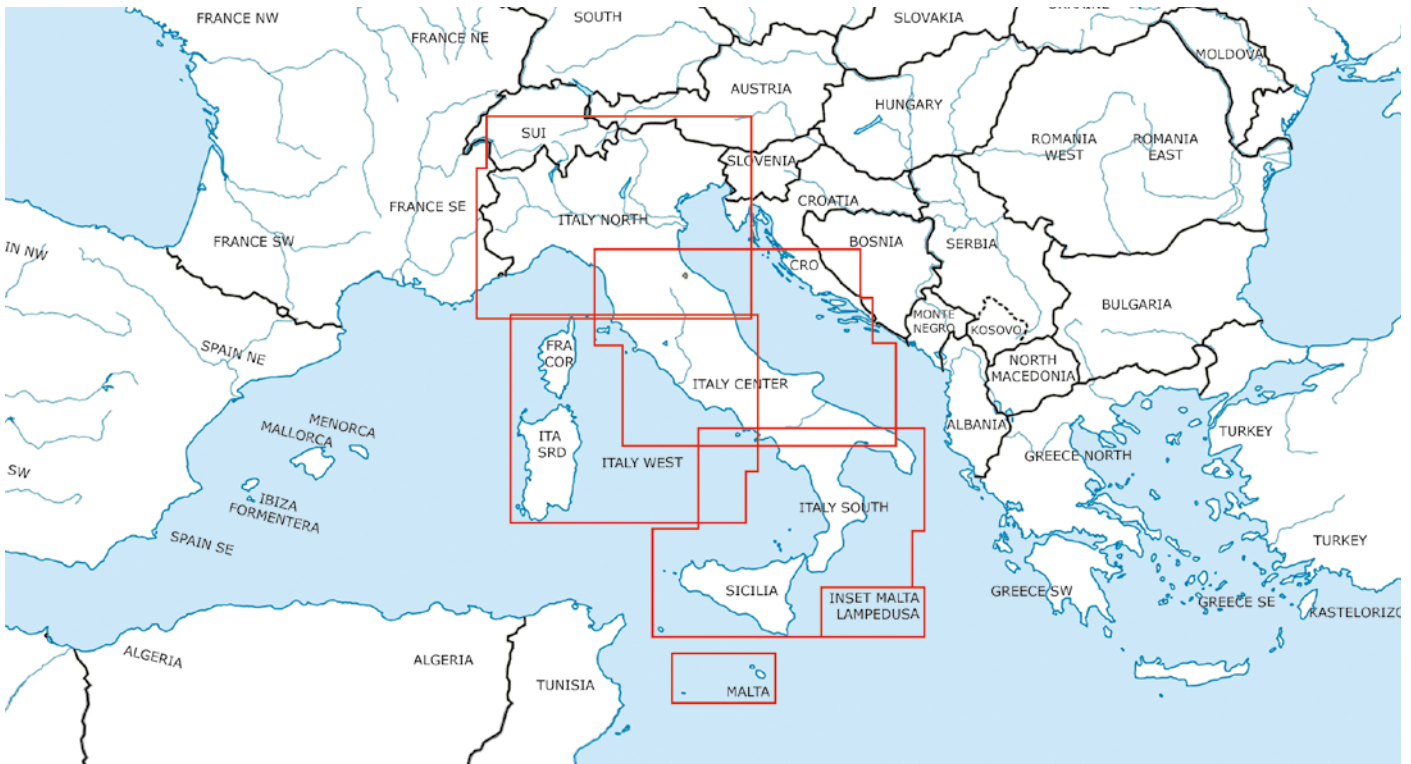 FRANCE NW
SOUTH
SLOVAKIA
FRANCE NE
MOLDOVA
AUSTRIA
HUNGARY
SUI
ROMANIA
WEST
ROMANIA
EAST
SLOVENIA
CROATIA
FRANCE SE
ITALY NORTH
FRANCE SW
BOSNIA
SERBIA
IN NW
CRO
BULGARIA
MONTE
NEGRO
KOSOVO
SPAIN NE
FRA
COR
NORTH
MACEDONIA
ITALY CENTER
MENORCA
MALLORCA
ALBANIA
TURKEY
ITA
SRD
ITALY WEST
GREECE NORTH
SW
IBIZA
FORMENTERA
ITALY SOUTH
SPAIN SE
TURKEY
SICILIA
INSET MALTA
LAMPEDUSA
GREECE SW
GREECE SE
KASTELORIZO
ALGERIA
ALGERIA
TUNISIA
MALTA